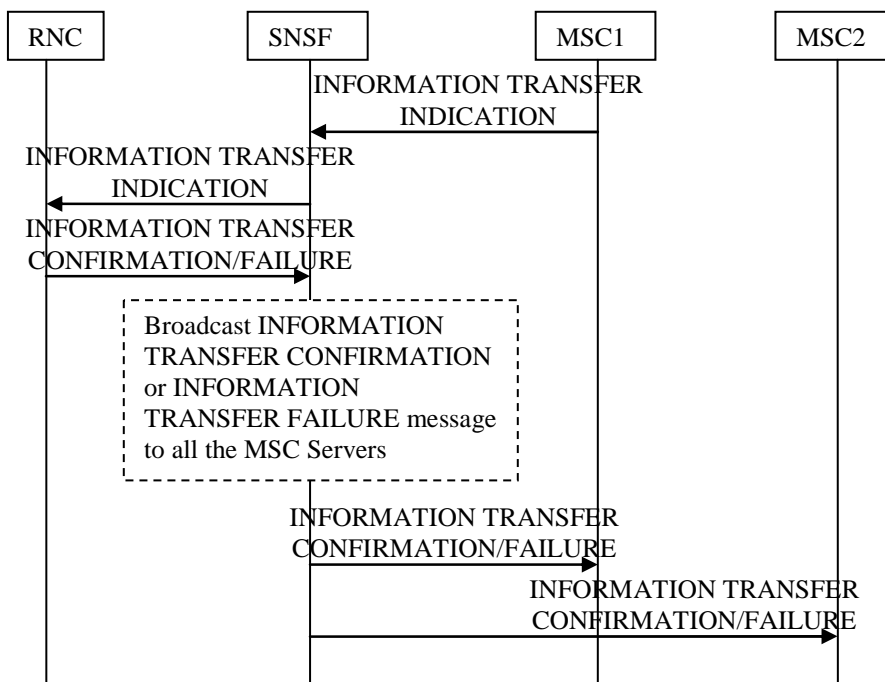 RNC
SNSF
MSC1
MSC2
INFORMATION TRANSFER
INDICATION
INFORMATION TRANSFER
INDICATION
INFORMATION TRANSFER
CONFIRMATION/FAILURE
Broadcast INFORMATION
TRANSFER CONFIRMATION
or INFORMATION
TRANSFER FAILURE message
to all the MSC Servers
INFORMATION TRANSFER
CONFIRMATION/FAILURE
INFORMATION TRANSFER
CONFIRMATION/FAILURE